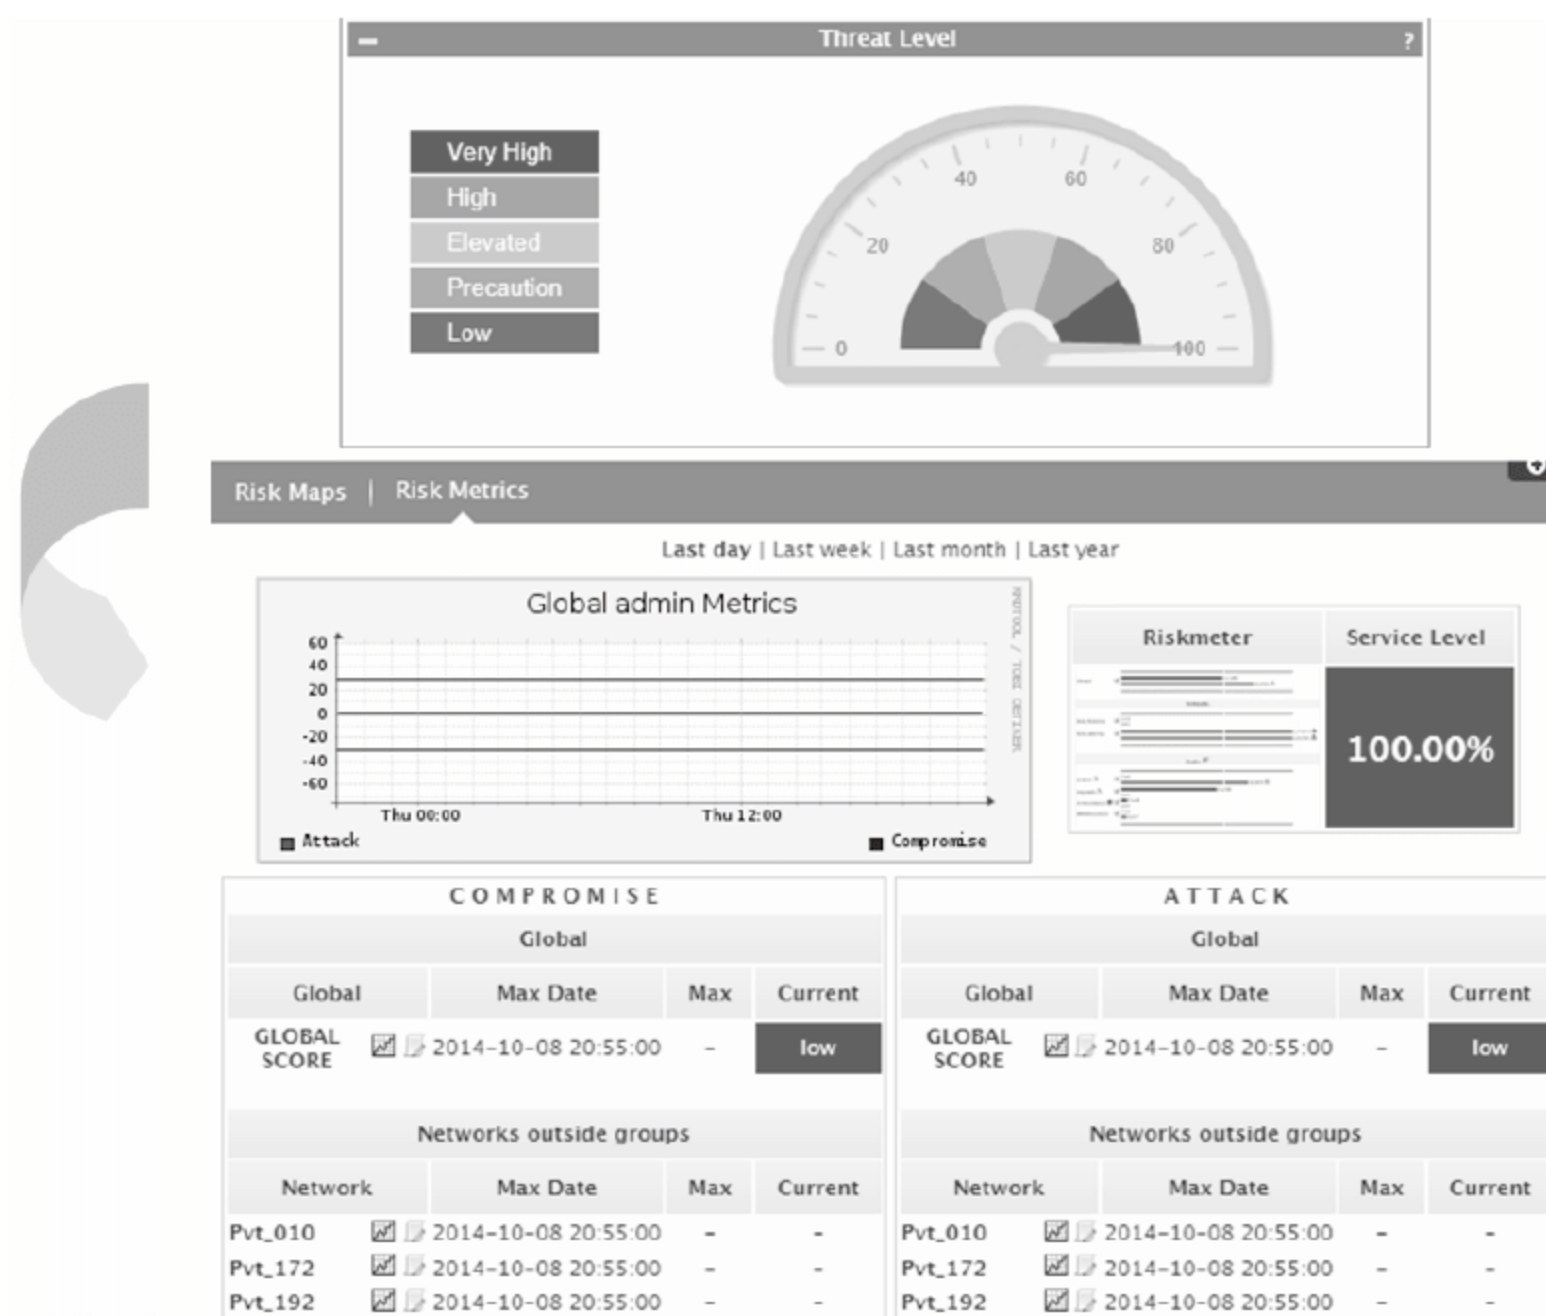 Threat Level ?
Very High
High
Elevated
Precaution
Low
0 20 40 60 80 100
Risk Maps | Risk Metrics
Last day | Last week | Last month | Last year
Global admin Metrics
60
40
20
0
-20
-40
-60
Thu 00:00 Thu 12:00
Attack Compromise
Riskmeter Service Level
100.00%
COMPROMISE
Global
Global Max Date Max Current
GLOBAL SCORE 2014-10-08 20:55:00 - low
Networks outside groups
Network Max Date Max Current
Pvt_010 2014-10-08 20:55:00 - -
Pvt_172 2014-10-08 20:55:00 - -
Pvt_192 2014-10-08 20:55:00 - -
ATTACK
Global
Global Max Date Max Current
GLOBAL SCORE 2014-10-08 20:55:00 - low
Networks outside groups
Network Max Date Max Current
Pvt_010 2014-10-08 20:55:00 - -
Pvt_172 2014-10-08 20:55:00 - -
Pvt_192 2014-10-08 20:55:00 - -